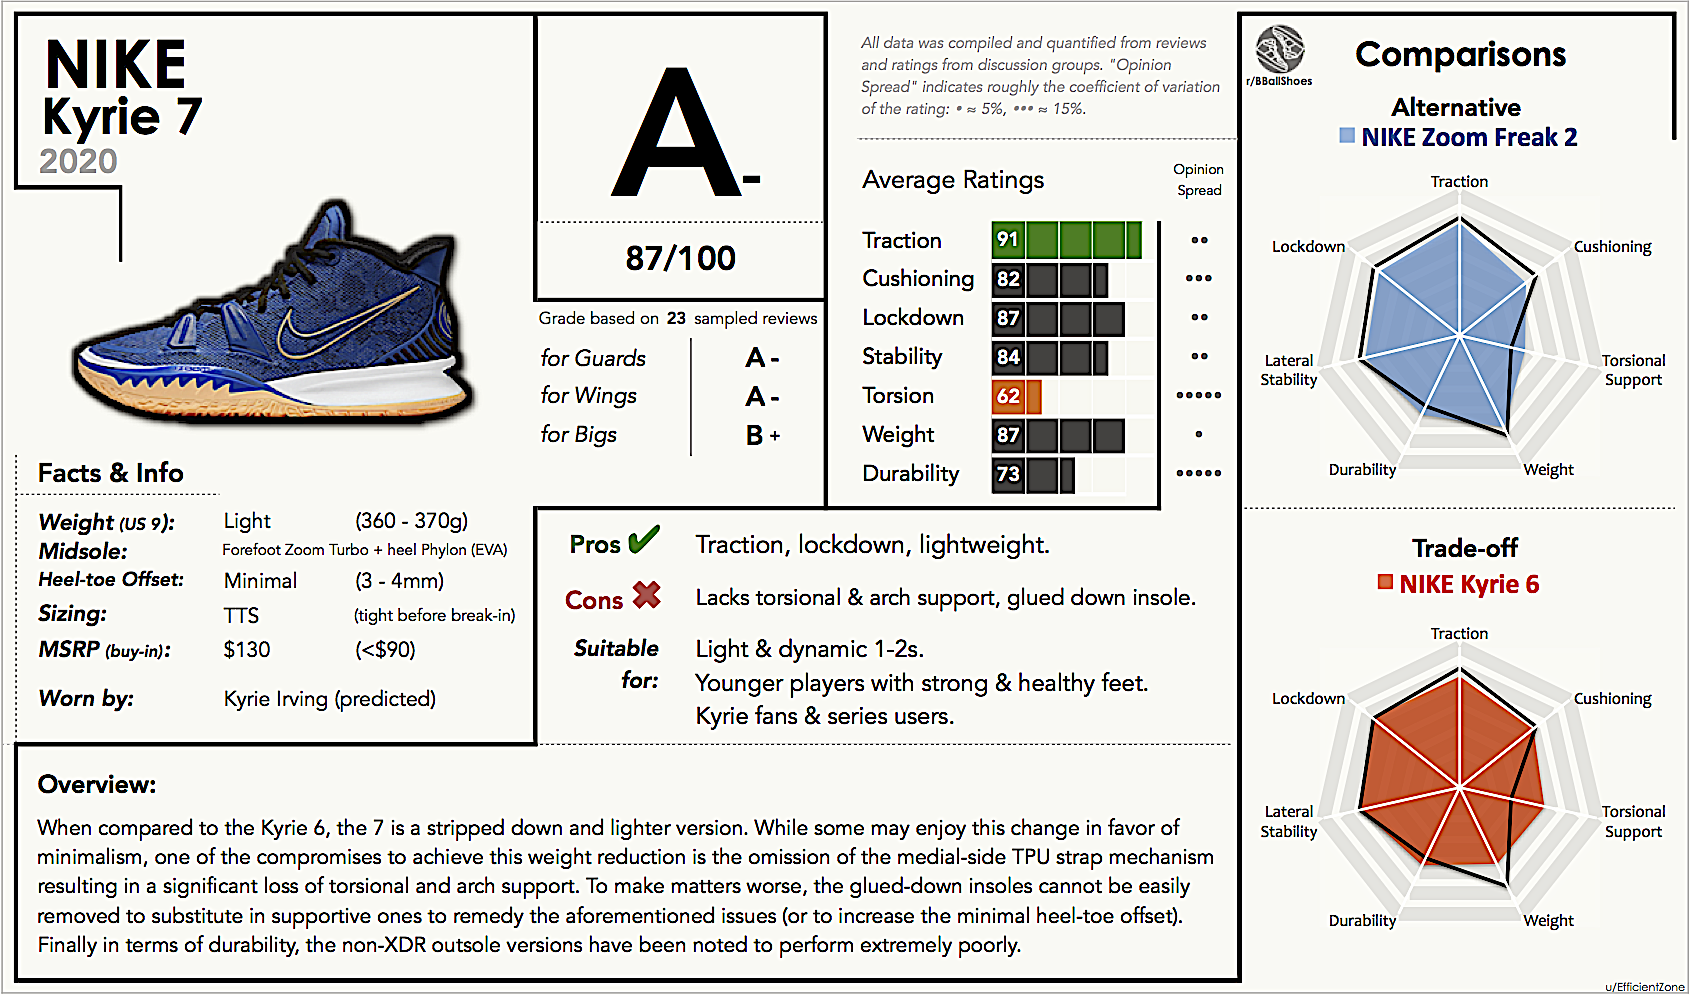 NIKE
Kyrie 7
2020
A-
87/100
Grade based on 23 sampled reviews
for Guards A -
for Wings A -
for Bigs B +
All data was compiled and quantified from reviews
and ratings from discussion groups. "Opinion
Spread" indicates roughly the coefficient of variation
of the rating: • ≈ 5%, ••• ≈ 15%.
Average Ratings
Opinion
Spread
Traction 91 ••
Cushioning 82 •••
Lockdown 87 ••
Stability 84 ••
Torsion 62 •••••
Weight 87 •
Durability 73 •••••
Facts & Info
Weight (US 9): Light (360 - 370g)
Midsole: Forefoot Zoom Turbo + heel Phylon (EVA)
Heel-toe Offset: Minimal (3 - 4mm)
Sizing: TTS (tight before break-in)
MSRP (buy-in): $130 (<$90)
Worn by: Kyrie Irving (predicted)
Pros ✔ Traction, lockdown, lightweight.
Cons ✖ Lacks torsional & arch support, glued down insole.
Suitable
for:
Light & dynamic 1-2s.
Younger players with strong & healthy feet.
Kyrie fans & series users.
Overview:
When compared to the Kyrie 6, the 7 is a stripped down and lighter version. While some may enjoy this change in favor of
minimalism, one of the compromises to achieve this weight reduction is the omission of the medial-side TPU strap mechanism
resulting in a significant loss of torsional and arch support. To make matters worse, the glued-down insoles cannot be easily
removed to substitute in supportive ones to remedy the aforementioned issues (or to increase the minimal heel-toe offset).
Finally in terms of durability, the non-XDR outsole versions have been noted to perform extremely poorly.
r/BBallShoes
Comparisons
Alternative
NIKE Zoom Freak 2
Traction
Lockdown
Cushioning
Lateral
Stability
Torsional
Support
Durability
Weight
Trade-off
NIKE Kyrie 6
Traction
Lockdown
Cushioning
Lateral
Stability
Torsional
Support
Durability
Weight
u/EfficientZone